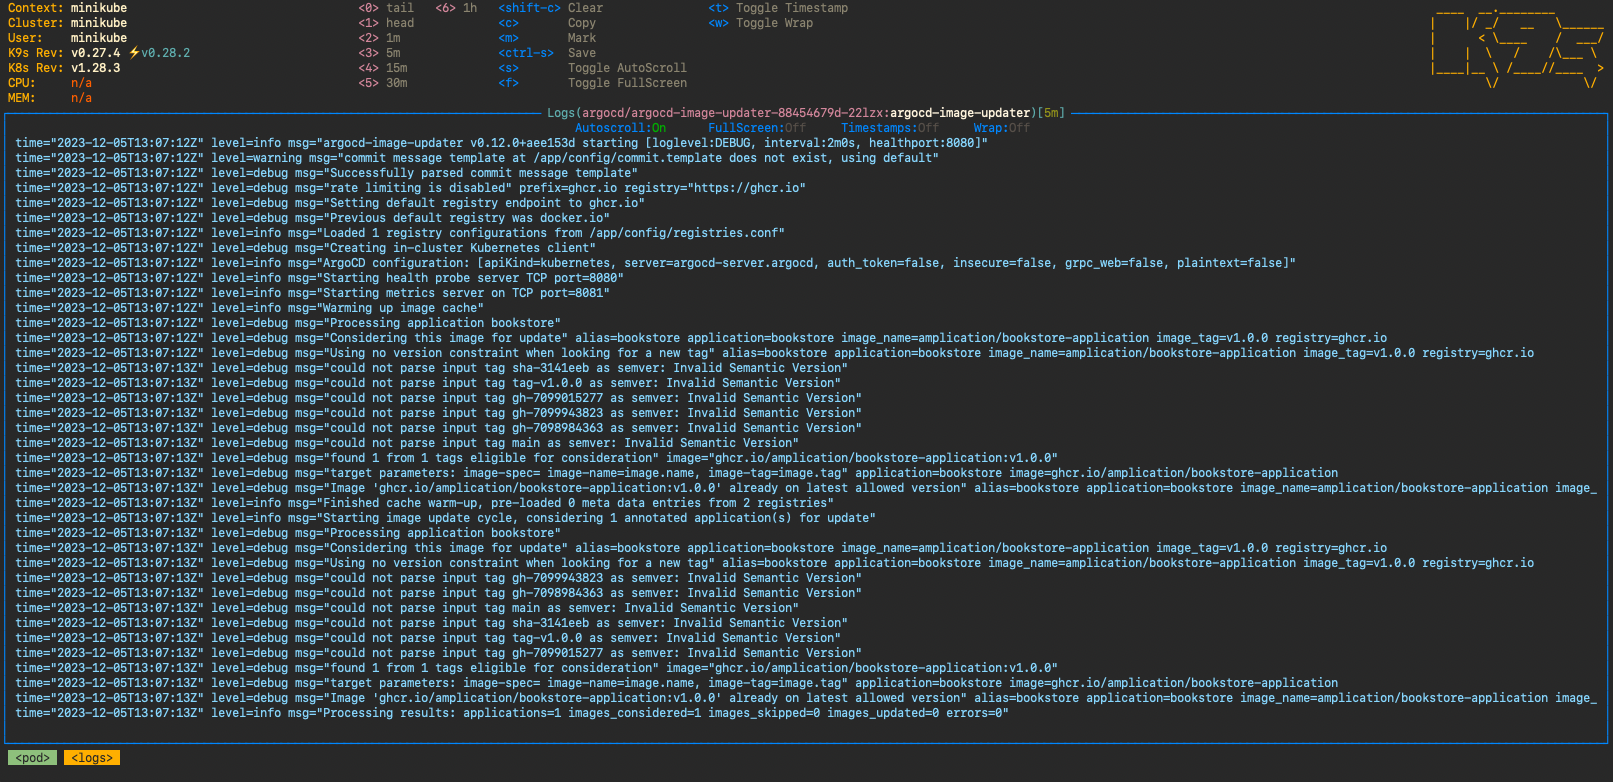 Context: minikube <0> tail <6> 1h <shift-c> Clear <t> Toggle Timestamp
Cluster: minikube <1> head <c> Copy <w> Toggle Wrap
User: minikube <2> 1m <m> Mark
K9s Rev: v0.27.4 ⚡v0.28.2 <3> 5m <ctrl-s> Save
K8s Rev: v1.28.3 <4> 15m <s> Toggle AutoScroll
CPU: n/a <5> 30m <f> Toggle FullScreen
MEM: n/a
Logs(argocd/argocd-image-updater-88454679d-22lzx:argocd-image-updater)[5m]
Autoscroll:On FullScreen:Off Timestamps:Off Wrap:Off
time="2023-12-05T13:07:12Z" level=info msg="argocd-image-updater v0.12.0+aee153d starting [loglevel:DEBUG, interval:2m0s, healthport:8080]"
time="2023-12-05T13:07:12Z" level=warning msg="commit message template at /app/config/commit.template does not exist, using default"
time="2023-12-05T13:07:12Z" level=debug msg="Successfully parsed commit message template"
time="2023-12-05T13:07:12Z" level=debug msg="rate limiting is disabled" prefix=ghcr.io registry="https://ghcr.io"
time="2023-12-05T13:07:12Z" level=debug msg="Setting default registry endpoint to ghcr.io"
time="2023-12-05T13:07:12Z" level=debug msg="Previous default registry was docker.io"
time="2023-12-05T13:07:12Z" level=info msg="Loaded 1 registry configurations from /app/config/registries.conf"
time="2023-12-05T13:07:12Z" level=debug msg="Creating in-cluster Kubernetes client"
time="2023-12-05T13:07:12Z" level=info msg="ArgoCD configuration: [apiKind=kubernetes, server=argocd-server.argocd, auth_token=false, insecure=false, grpc_web=false, plaintext=false]"
time="2023-12-05T13:07:12Z" level=info msg="Starting health probe server TCP port=8080"
time="2023-12-05T13:07:12Z" level=info msg="Starting metrics server on TCP port=8081"
time="2023-12-05T13:07:12Z" level=info msg="Warming up image cache"
time="2023-12-05T13:07:12Z" level=debug msg="Processing application bookstore"
time="2023-12-05T13:07:12Z" level=debug msg="Considering this image for update" alias=bookstore application=bookstore image_name=amplication/bookstore-application image_tag=v1.0.0 registry=ghcr.io
time="2023-12-05T13:07:12Z" level=debug msg="Using no version constraint when looking for a new tag" alias=bookstore application=bookstore image_name=amplication/bookstore-application image_tag=v1.0.0 registry=ghcr.io
time="2023-12-05T13:07:13Z" level=debug msg="could not parse input tag sha-3141eeb as semver: Invalid Semantic Version"
time="2023-12-05T13:07:13Z" level=debug msg="could not parse input tag tag-v1.0.0 as semver: Invalid Semantic Version"
time="2023-12-05T13:07:13Z" level=debug msg="could not parse input tag gh-7099015277 as semver: Invalid Semantic Version"
time="2023-12-05T13:07:13Z" level=debug msg="could not parse input tag gh-7099943823 as semver: Invalid Semantic Version"
time="2023-12-05T13:07:13Z" level=debug msg="could not parse input tag gh-7098984363 as semver: Invalid Semantic Version"
time="2023-12-05T13:07:13Z" level=debug msg="could not parse input tag main as semver: Invalid Semantic Version"
time="2023-12-05T13:07:13Z" level=debug msg="found 1 from 1 tags eligible for consideration" image="ghcr.io/amplication/bookstore-application:v1.0.0"
time="2023-12-05T13:07:13Z" level=debug msg="target parameters: image-spec= image-name=image.name, image-tag=image.tag" application=bookstore image=ghcr.io/amplication/bookstore-application
time="2023-12-05T13:07:13Z" level=debug msg="Image 'ghcr.io/amplication/bookstore-application:v1.0.0' already on latest allowed version" alias=bookstore application=bookstore image_name=amplication/bookstore-application image_
time="2023-12-05T13:07:13Z" level=info msg="Finished cache warm-up, pre-loaded 0 meta data entries from 2 registries"
time="2023-12-05T13:07:13Z" level=info msg="Starting image update cycle, considering 1 annotated application(s) for update"
time="2023-12-05T13:07:13Z" level=debug msg="Processing application bookstore"
time="2023-12-05T13:07:13Z" level=debug msg="Considering this image for update" alias=bookstore application=bookstore image_name=amplication/bookstore-application image_tag=v1.0.0 registry=ghcr.io
time="2023-12-05T13:07:13Z" level=debug msg="Using no version constraint when looking for a new tag" alias=bookstore application=bookstore image_name=amplication/bookstore-application image_tag=v1.0.0 registry=ghcr.io
time="2023-12-05T13:07:13Z" level=debug msg="could not parse input tag gh-7099943823 as semver: Invalid Semantic Version"
time="2023-12-05T13:07:13Z" level=debug msg="could not parse input tag gh-7098984363 as semver: Invalid Semantic Version"
time="2023-12-05T13:07:13Z" level=debug msg="could not parse input tag main as semver: Invalid Semantic Version"
time="2023-12-05T13:07:13Z" level=debug msg="could not parse input tag sha-3141eeb as semver: Invalid Semantic Version"
time="2023-12-05T13:07:13Z" level=debug msg="could not parse input tag tag-v1.0.0 as semver: Invalid Semantic Version"
time="2023-12-05T13:07:13Z" level=debug msg="could not parse input tag gh-7099015277 as semver: Invalid Semantic Version"
time="2023-12-05T13:07:13Z" level=debug msg="found 1 from 1 tags eligible for consideration" image="ghcr.io/amplication/bookstore-application:v1.0.0"
time="2023-12-05T13:07:13Z" level=debug msg="target parameters: image-spec= image-name=image.name, image-tag=image.tag" application=bookstore image=ghcr.io/amplication/bookstore-application
time="2023-12-05T13:07:13Z" level=debug msg="Image 'ghcr.io/amplication/bookstore-application:v1.0.0' already on latest allowed version" alias=bookstore application=bookstore image_name=amplication/bookstore-application image_
time="2023-12-05T13:07:13Z" level=info msg="Processing results: applications=1 images_considered=1 images_skipped=0 images_updated=0 errors=0"
<pod> <logs>